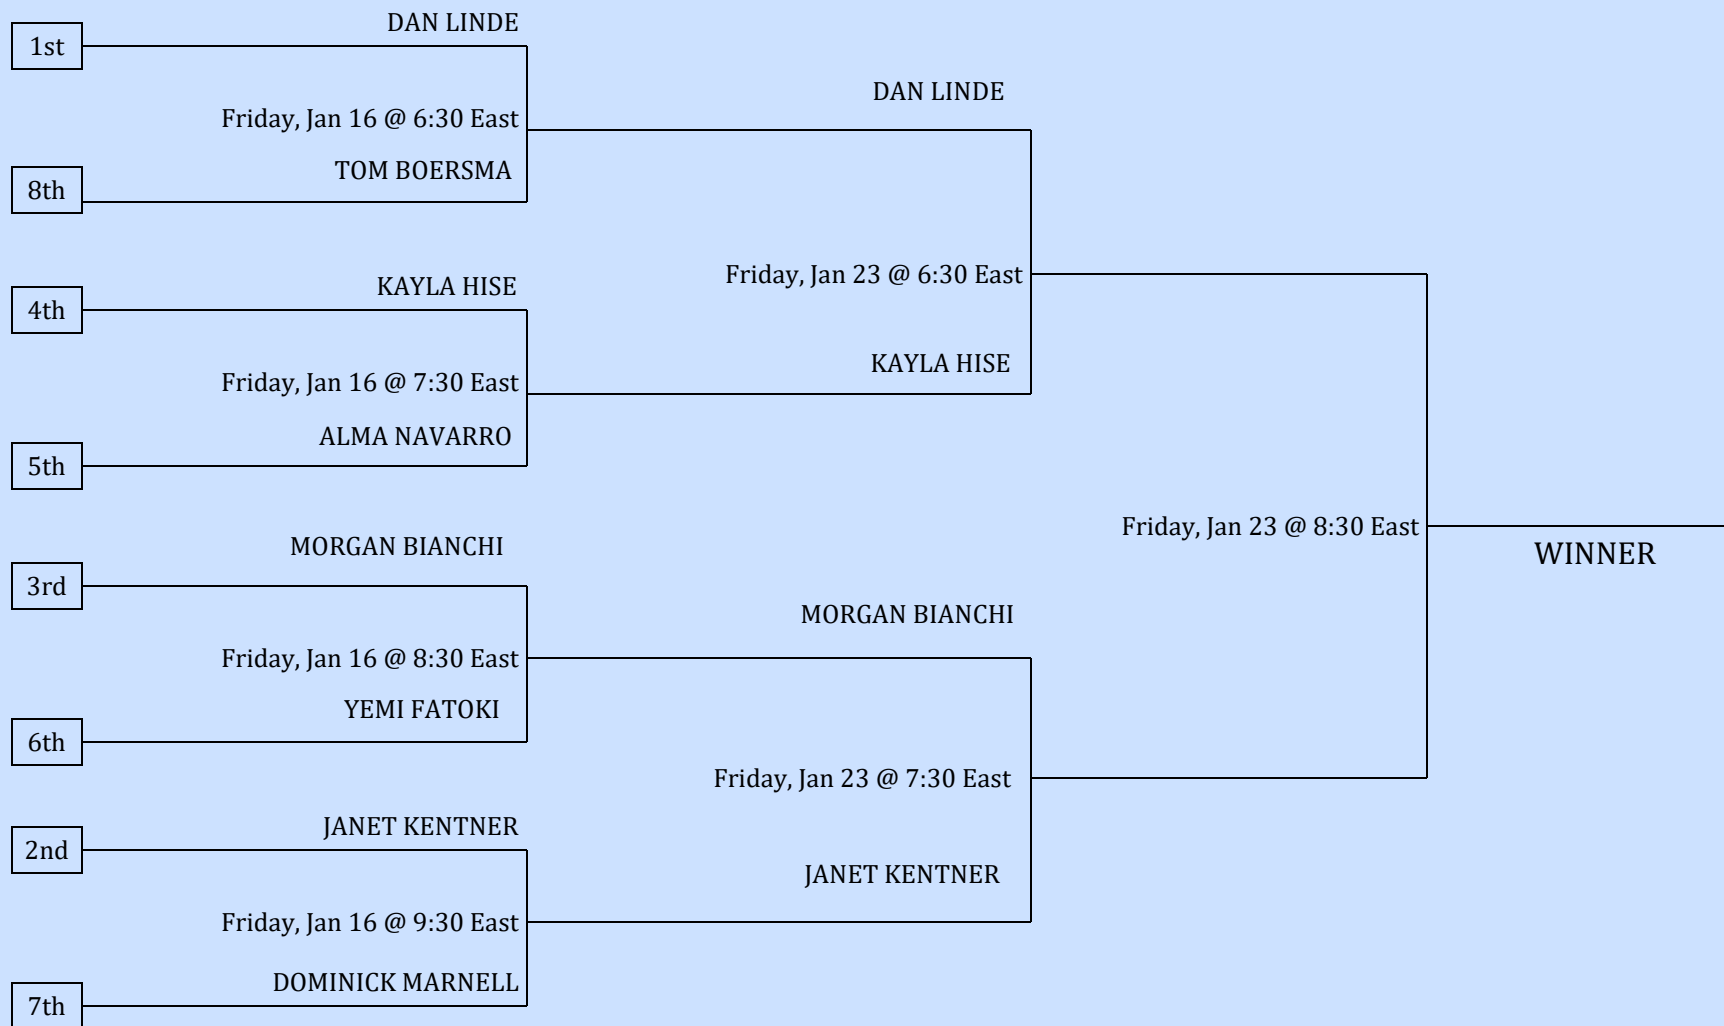 DAN LINDE
1st
DAN LINDE
Friday, Jan 16 @ 6:30 East
TOM BOERSMA
8th
Friday, Jan 23 @ 6:30 East
KAYLA HISE
4th
KAYLA HISE
Friday, Jan 16 @ 7:30 East
ALMA NAVARRO
5th
Friday, Jan 23 @ 8:30 East
WINNER
MORGAN BIANCHI
3rd
MORGAN BIANCHI
Friday, Jan 16 @ 8:30 East
YEMI FATOKI
6th
Friday, Jan 23 @ 7:30 East
JANET KENTNER
2nd
JANET KENTNER
Friday, Jan 16 @ 9:30 East
DOMINICK MARNELL
7th